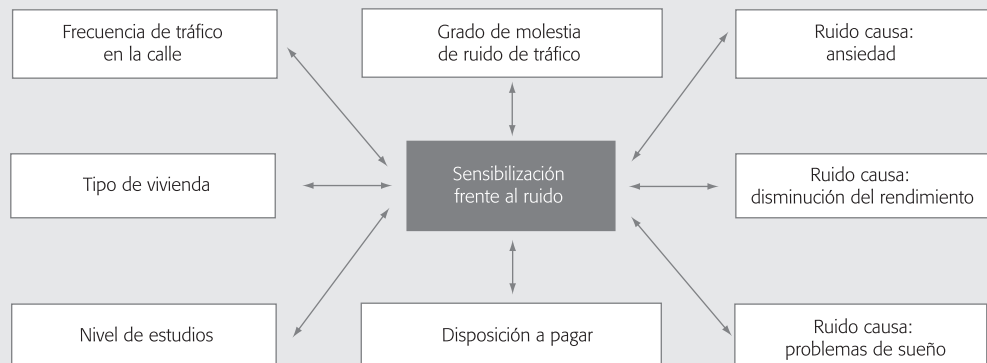 Frecuencia de tráfico
en la calle
Grado de molestia
de ruido de tráfico
Ruido causa:
ansiedad
Tipo de vivienda
Sensibilización
frente al ruido
Ruido causa:
disminución del rendimiento
Nivel de estudios
Disposición a pagar
Ruido causa:
problemas de sueño